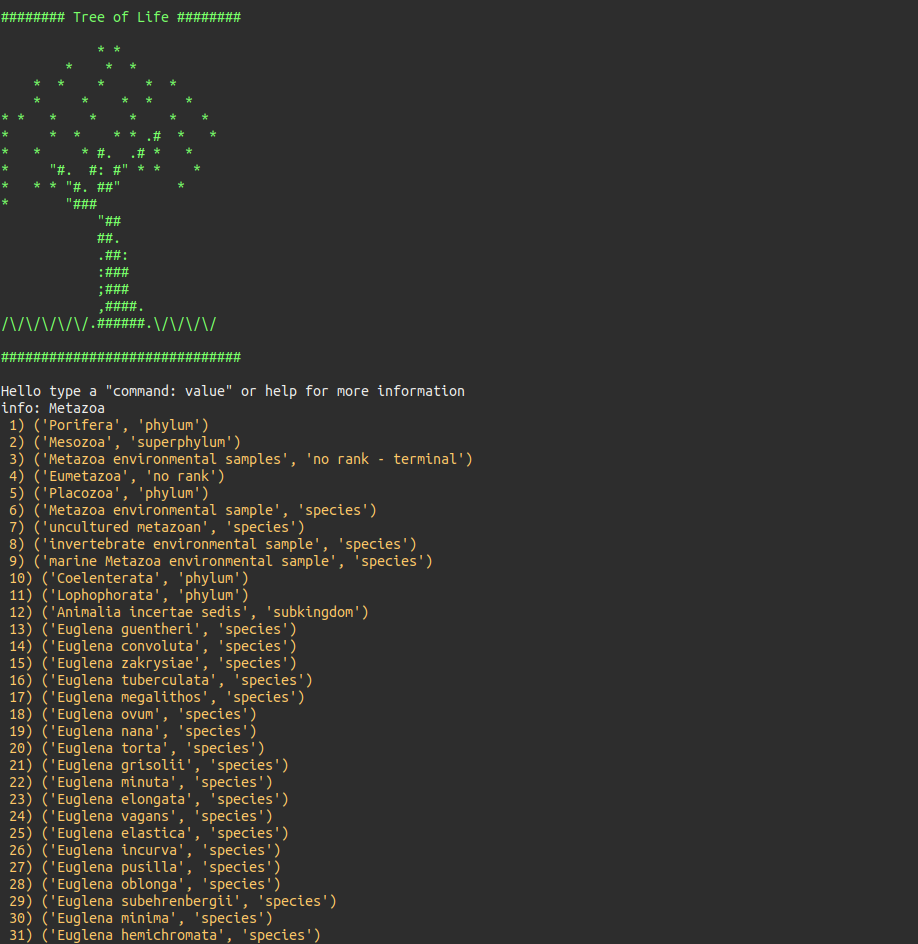 ######## Tree of Life ########
            * *
        *    *  *
    *  *    *     *  *
    *     *    *  *    *
* *   *    *    *    *   *
*     *  *    * * .#  *   *
*   *     * #.  .# *   *
*     "#.  #: #" * *    *
*   * * "#. ##"       *
*       "###
            "##
            ##.
            .##:
            :###
            ;###
            ,####.
/\/\/\/\/\/.######.\/\/\/\/
##############################
Hello type a "command: value" or help for more information
info: Metazoa
 1) ('Porifera', 'phylum')
 2) ('Mesozoa', 'superphylum')
 3) ('Metazoa environmental samples', 'no rank - terminal')
 4) ('Eumetazoa', 'no rank')
 5) ('Placozoa', 'phylum')
 6) ('Metazoa environmental sample', 'species')
 7) ('uncultured metazoan', 'species')
 8) ('invertebrate environmental sample', 'species')
 9) ('marine Metazoa environmental sample', 'species')
 10) ('Coelenterata', 'phylum')
 11) ('Lophophorata', 'phylum')
 12) ('Animalia incertae sedis', 'subkingdom')
 13) ('Euglena guentheri', 'species')
 14) ('Euglena convoluta', 'species')
 15) ('Euglena zakrysiae', 'species')
 16) ('Euglena tuberculata', 'species')
 17) ('Euglena megalithos', 'species')
 18) ('Euglena ovum', 'species')
 19) ('Euglena nana', 'species')
 20) ('Euglena torta', 'species')
 21) ('Euglena grisolii', 'species')
 22) ('Euglena minuta', 'species')
 23) ('Euglena elongata', 'species')
 24) ('Euglena vagans', 'species')
 25) ('Euglena elastica', 'species')
 26) ('Euglena incurva', 'species')
 27) ('Euglena pusilla', 'species')
 28) ('Euglena oblonga', 'species')
 29) ('Euglena subehrenbergii', 'species')
 30) ('Euglena minima', 'species')
 31) ('Euglena hemichromata', 'species')